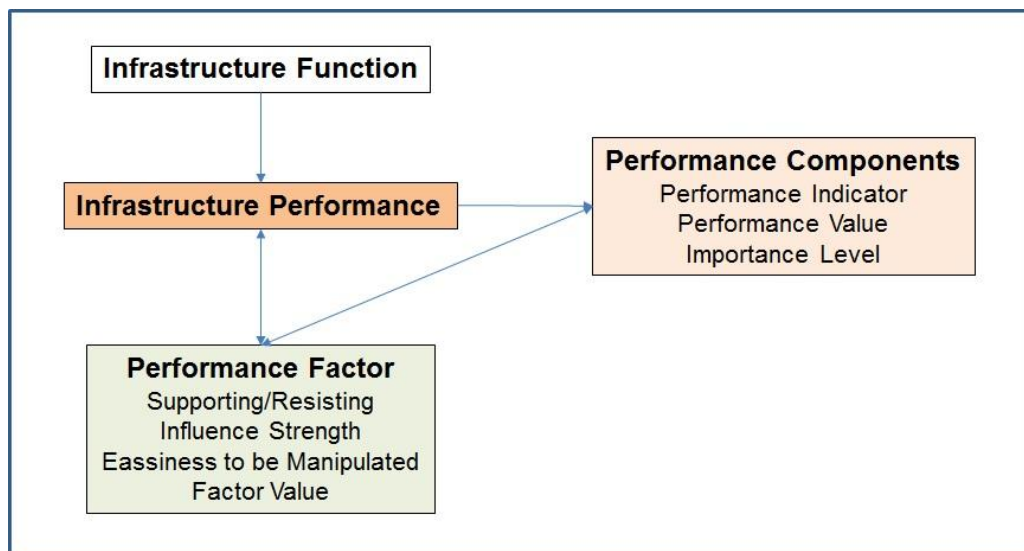 Infrastructure Function
Infrastructure Performance
Performance Components
Performance Indicator
Performance Value
Importance Level
Performance Factor
Supporting/Resisting
Influence Strength
Eassiness to be Manipulated
Factor Value